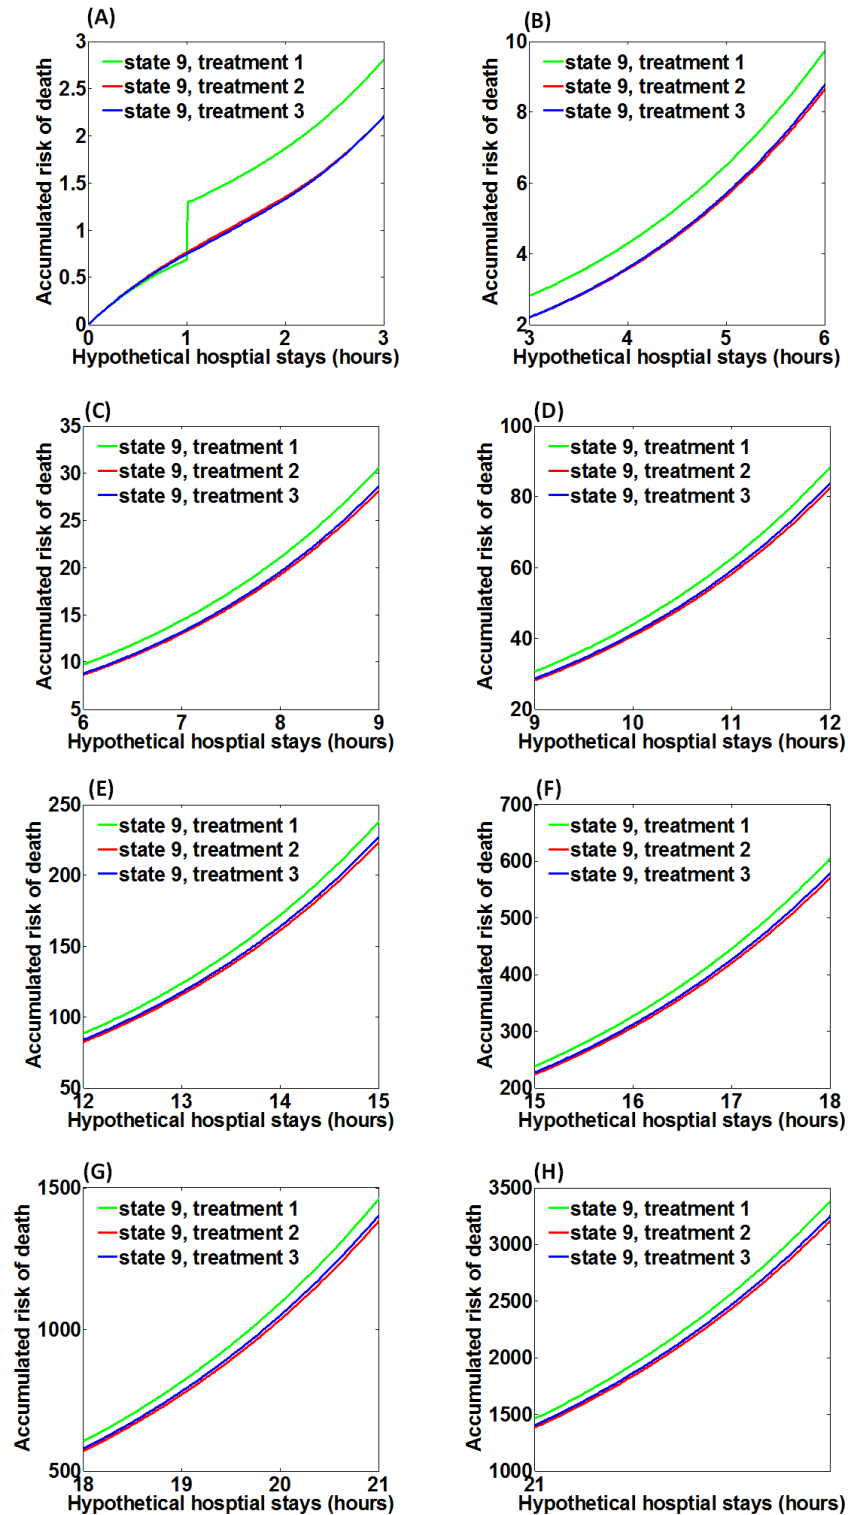 (A)
3
2.5
2
1.5
1
0.5
0
Accumulated risk of death
state 9, treatment 1
state 9, treatment 2
state 9, treatment 3
0 1 2 3
Hypothetical hosptial stays (hours)
(B)
10
8
6
4
2
Accumulated risk of death
state 9, treatment 1
state 9, treatment 2
state 9, treatment 3
3 4 5 6
Hypothetical hosptial stays (hours)
(C)
35
30
25
20
15
10
5
Accumulated risk of death
state 9, treatment 1
state 9, treatment 2
state 9, treatment 3
6 7 8 9
Hypothetical hosptial stays (hours)
(D)
100
80
60
40
20
Accumulated risk of death
state 9, treatment 1
state 9, treatment 2
state 9, treatment 3
9 10 11 12
Hypothetical hosptial stays (hours)
(E)
250
200
150
100
50
Accumulated risk of death
state 9, treatment 1
state 9, treatment 2
state 9, treatment 3
12 13 14 15
Hypothetical hosptial stays (hours)
(F)
700
600
500
400
300
200
Accumulated risk of death
state 9, treatment 1
state 9, treatment 2
state 9, treatment 3
15 16 17 18
Hypothetical hosptial stays (hours)
(G)
1500
1000
500
Accumulated risk of death
state 9, treatment 1
state 9, treatment 2
state 9, treatment 3
18 19 20 21
Hypothetical hosptial stays (hours)
(H)
3500
3000
2500
2000
1500
1000
Accumulated risk of death
state 9, treatment 1
state 9, treatment 2
state 9, treatment 3
21
Hypothetical hosptial stays (hours)